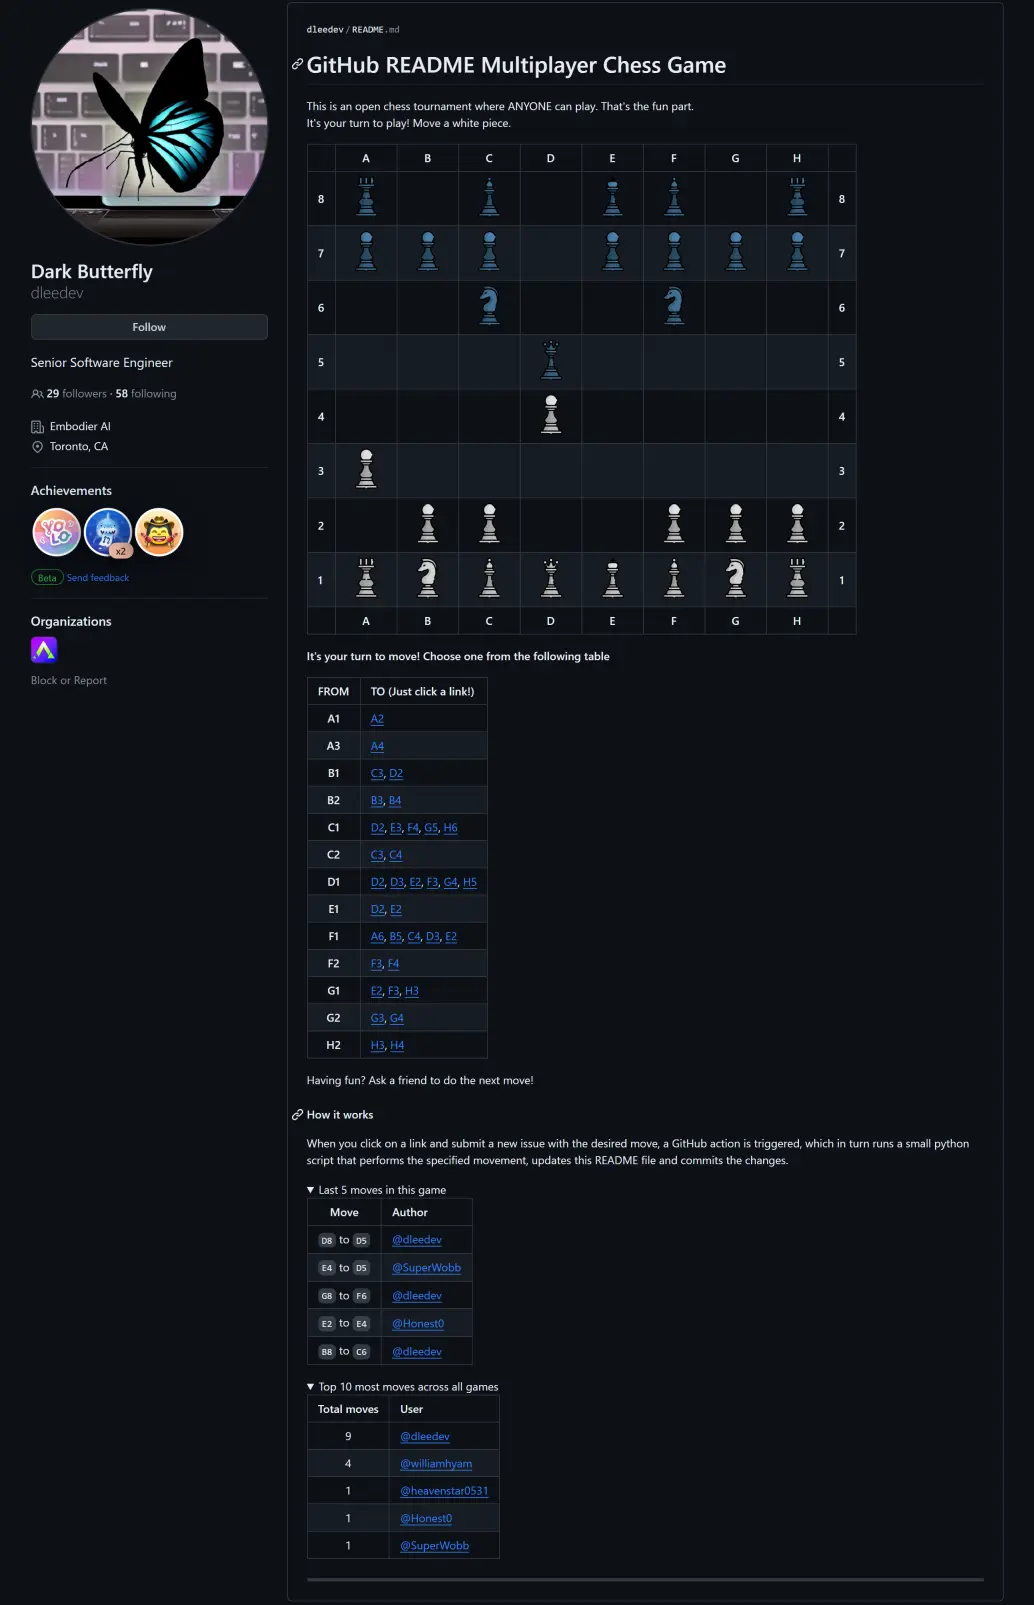 Dark Butterfly
dleedev
Follow
Senior Software Engineer
29 followers · 58 following
Embodier AI
Toronto, CA
Achievements
YOLO
x2
Beta Send feedback
Organizations
Block or Report
dleedev / README.md
GitHub README Multiplayer Chess Game
This is an open chess tournament where ANYONE can play. That's the fun part.
It's your turn to play! Move a white piece.
A B C D E F G H
8 8
7 7
6 6
5 5
4 4
3 3
2 2
1 1
A B C D E F G H
It's your turn to move! Choose one from the following table
FROM TO (Just click a link!)
A1 A2
A3 A4
B1 C3, D2
B2 B3, B4
C1 D2, E3, F4, G5, H6
C2 C3, C4
D1 D2, D3, E2, F3, G4, H5
E1 D2, E2
F1 A6, B5, C4, D3, E2
F2 F3, F4
G1 E2, F3, H3
G2 G3, G4
H2 H3, H4
Having fun? Ask a friend to do the next move!
How it works
When you click on a link and submit a new issue with the desired move, a GitHub action is triggered, which in turn runs a small python
script that performs the specified movement, updates this README file and commits the changes.
▼ Last 5 moves in this game
Move Author
D8 to D5 @dleedev
E4 to D5 @SuperWobb
G8 to F6 @dleedev
E2 to E4 @Honest0
B8 to C6 @dleedev
▼ Top 10 most moves across all games
Total moves User
9 @dleedev
4 @williamhyam
1 @heavenstar0531
1 @Honest0
1 @SuperWobb